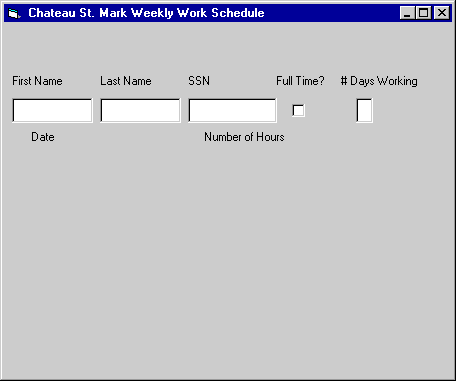 Chateau St. Mark Weekly Work Schedule
First Name Last Name SSN Full Time? # Days Working
Date Number of Hours